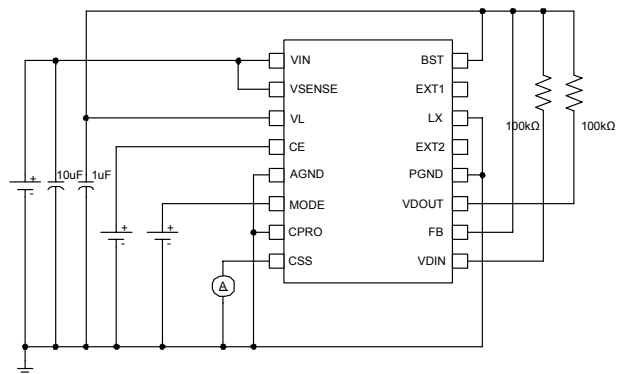 VIN
BST
VSENSE
EXT1
VL
LX
100kΩ
100kΩ
CE
EXT2
10uF
1uF
AGND
PGND
+
-
MODE
VDOUT
+
-
+
-
CPRO
FB
CSS
VDIN
A